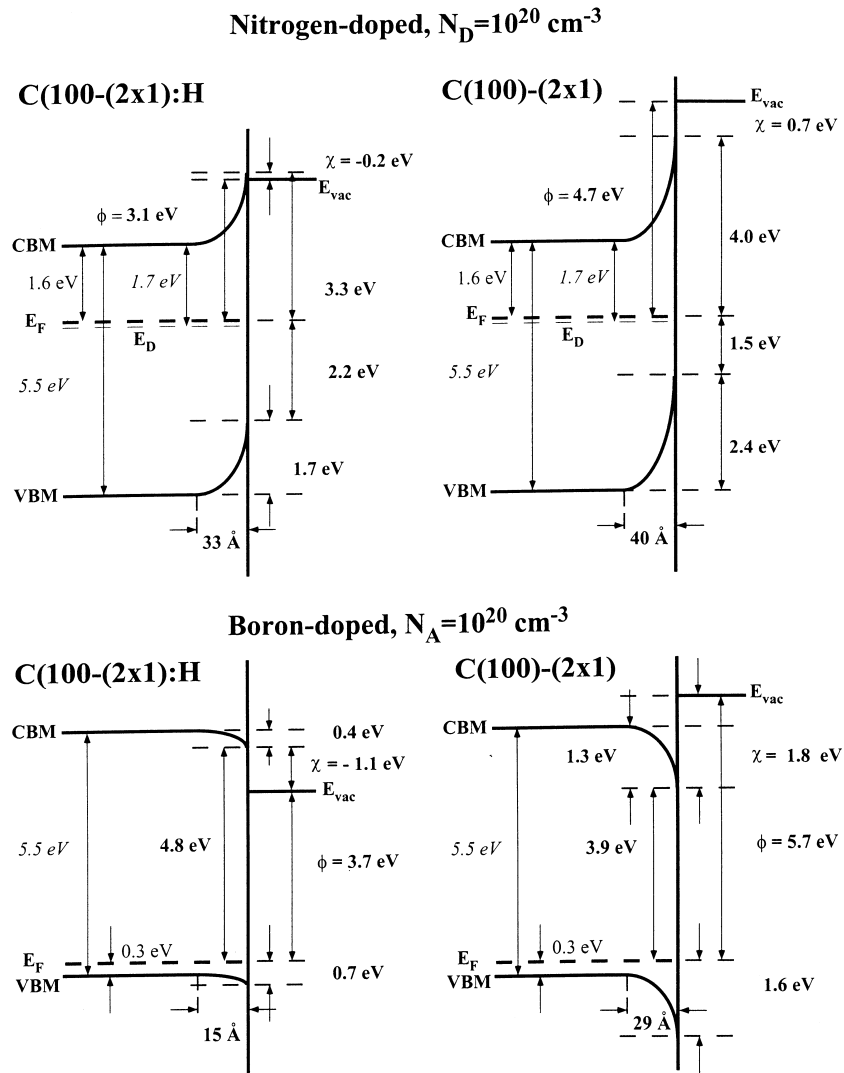 Nitrogen-doped, N_D=10^20 cm^-3
C(100-(2x1):H
χ = -0.2 eV
E_vac
ϕ = 3.1 eV
CBM
1.6 eV
1.7 eV
3.3 eV
E_F
E_D
2.2 eV
5.5 eV
1.7 eV
VBM
33 Å
C(100)-(2x1)
E_vac
χ = 0.7 eV
ϕ = 4.7 eV
CBM
4.0 eV
1.6 eV
1.7 eV
E_F
E_D
1.5 eV
5.5 eV
2.4 eV
VBM
40 Å
Boron-doped, N_A=10^20 cm^-3
C(100-(2x1):H
CBM
0.4 eV
χ = - 1.1 eV
E_vac
5.5 eV
4.8 eV
ϕ = 3.7 eV
0.3 eV
E_F
VBM
0.7 eV
15 Å
C(100)-(2x1)
E_vac
CBM
1.3 eV
χ = 1.8 eV
5.5 eV
3.9 eV
ϕ = 5.7 eV
0.3 eV
E_F
VBM
1.6 eV
29 Å